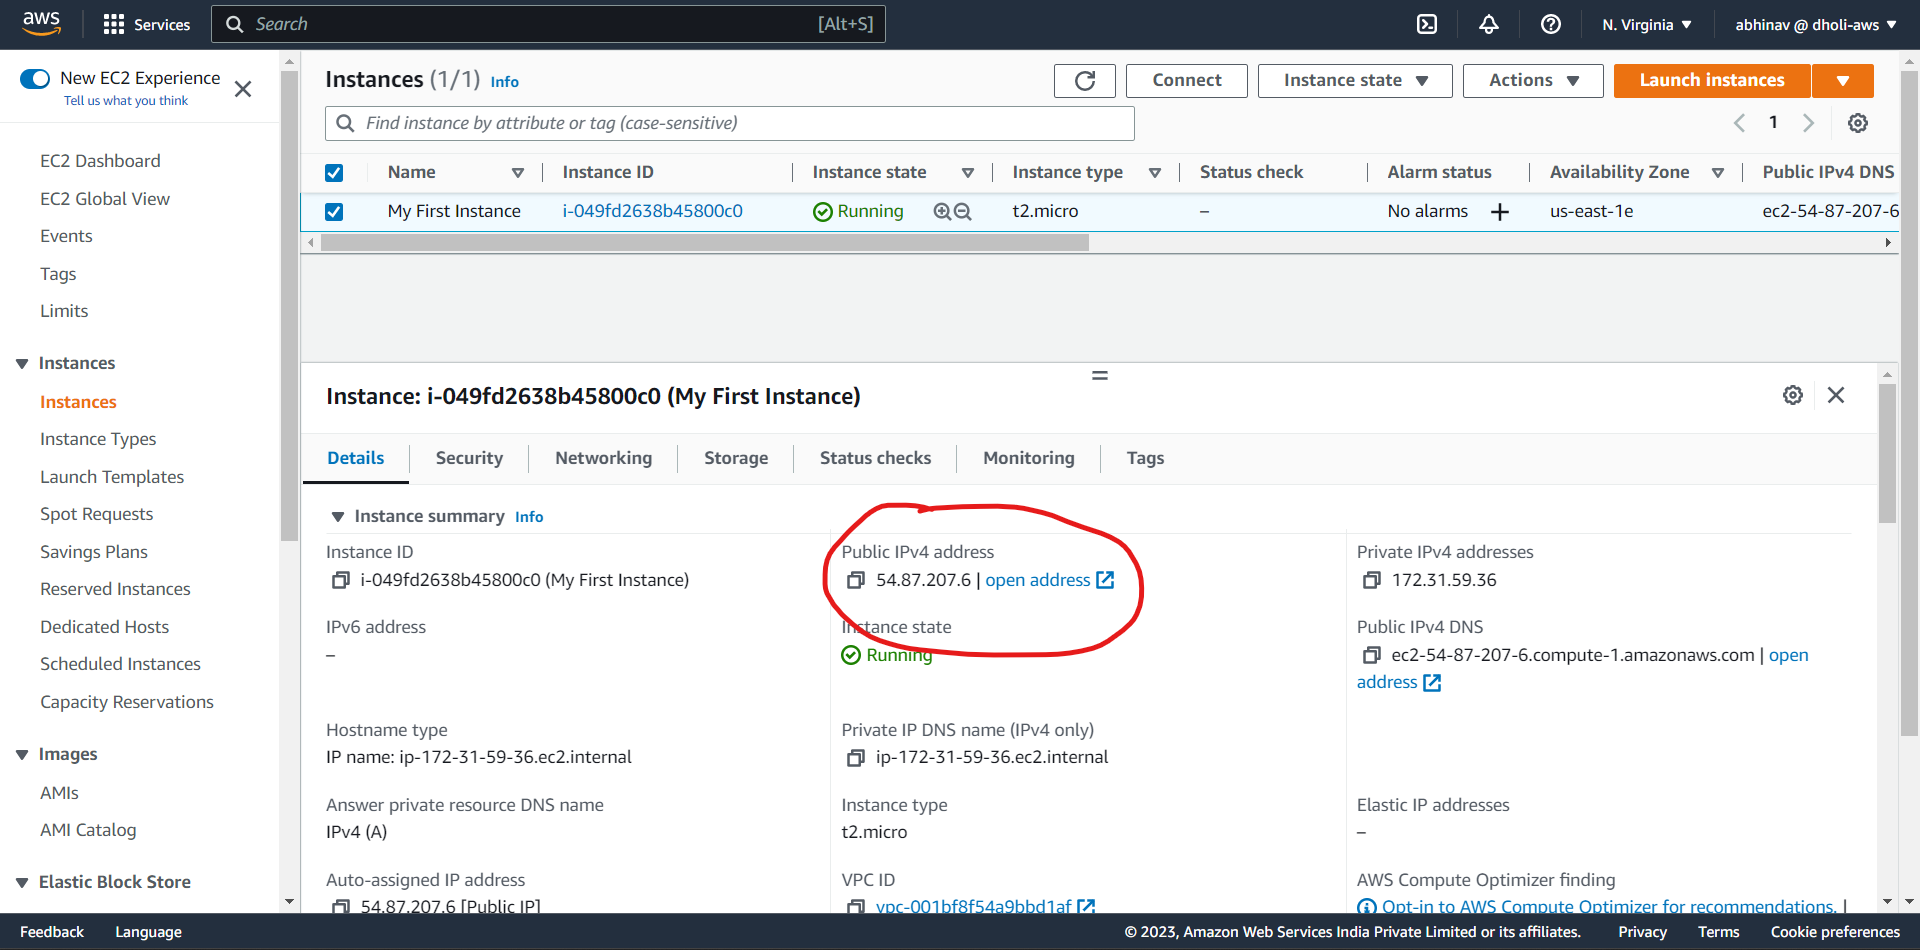 aws
Services
Search
[Alt+S]
N. Virginia
abhinav @ dholi-aws
New EC2 Experience
Tell us what you think
EC2 Dashboard
EC2 Global View
Events
Tags
Limits
Instances
Instances
Instance Types
Launch Templates
Spot Requests
Savings Plans
Reserved Instances
Dedicated Hosts
Scheduled Instances
Capacity Reservations
Images
AMIs
AMI Catalog
Elastic Block Store
Instances (1/1) Info
Connect
Instance state
Actions
Launch instances
Find instance by attribute or tag (case-sensitive)
1
Name Instance ID Instance state Instance type Status check Alarm status Availability Zone Public IPv4 DNS
My First Instance i-049fd2638b45800c0 Running t2.micro – No alarms + us-east-1e ec2-54-87-207-6
Instance: i-049fd2638b45800c0 (My First Instance)
Details Security Networking Storage Status checks Monitoring Tags
Instance summary Info
Instance ID
i-049fd2638b45800c0 (My First Instance)
Public IPv4 address
54.87.207.6 | open address
Private IPv4 addresses
172.31.59.36
IPv6 address
–
Instance state
Running
Public IPv4 DNS
ec2-54-87-207-6.compute-1.amazonaws.com | open
address
Hostname type
IP name: ip-172-31-59-36.ec2.internal
Private IP DNS name (IPv4 only)
ip-172-31-59-36.ec2.internal
Answer private resource DNS name
IPv4 (A)
Instance type
t2.micro
Elastic IP addresses
–
Auto-assigned IP address
54.87.207.6 [Public IP]
VPC ID
vpc-001bf8f54a9bbd1af
AWS Compute Optimizer finding
Opt-in to AWS Compute Optimizer for recommendations. |
Feedback Language
© 2023, Amazon Web Services India Private Limited or its affiliates. Privacy Terms Cookie preferences